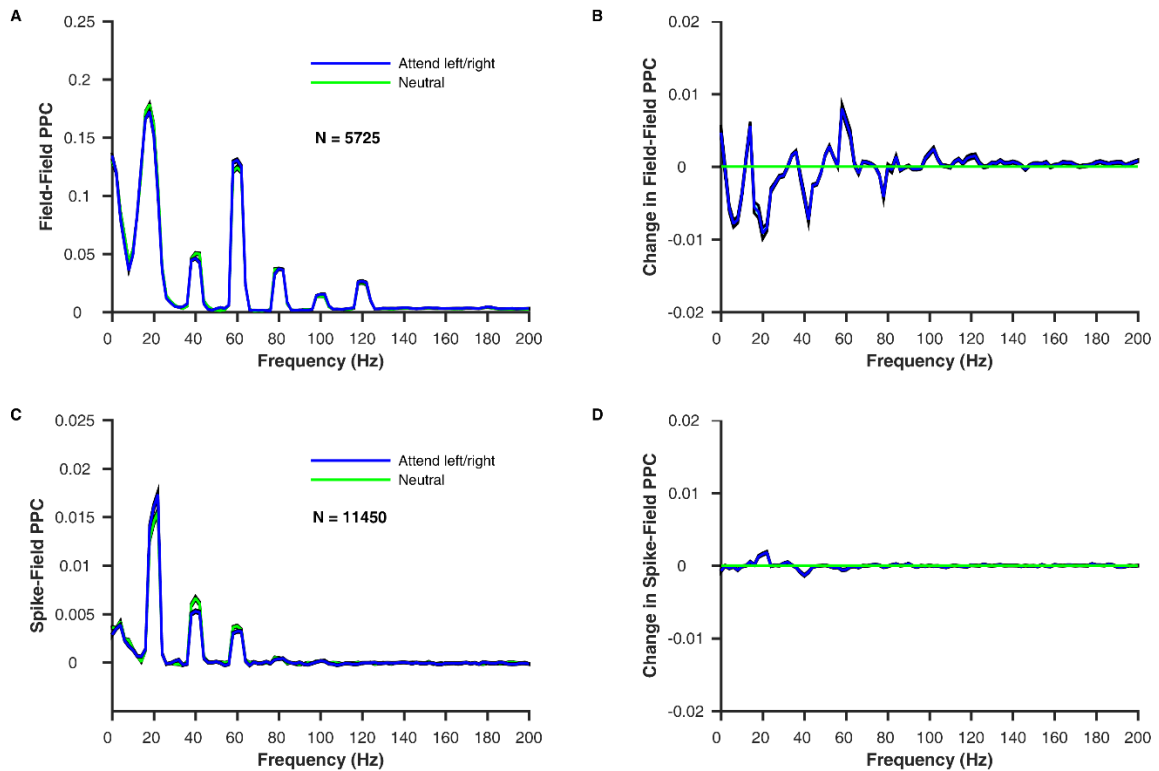 A
Field-Field PPC
0.25
0.2
0.15
0.1
0.05
0
Attend left/right
Neutral
N = 5725
0 20 40 60 80 100 120 140 160 180 200
Frequency (Hz)
B
Change in Field-Field PPC
0.02
0.01
0
-0.01
-0.02
0 20 40 60 80 100 120 140 160 180 200
Frequency (Hz)
C
Spike-Field PPC
0.025
0.02
0.015
0.01
0.005
0
Attend left/right
Neutral
N = 11450
0 20 40 60 80 100 120 140 160 180 200
Frequency (Hz)
D
Change in Spike-Field PPC
0.02
0.01
0
-0.01
-0.02
0 20 40 60 80 100 120 140 160 180 200
Frequency (Hz)